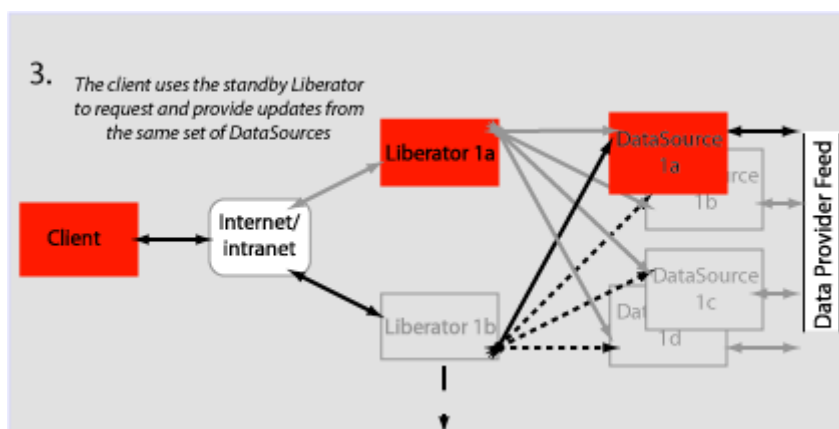 3.
The client uses the standby Liberator
to request and provide updates from
the same set of DataSources
Liberator 1a
DataSource
1a
1b
Internet/
intranet
Client
DataSource
1c
Liberator 1b
1d
Data Provider Feed